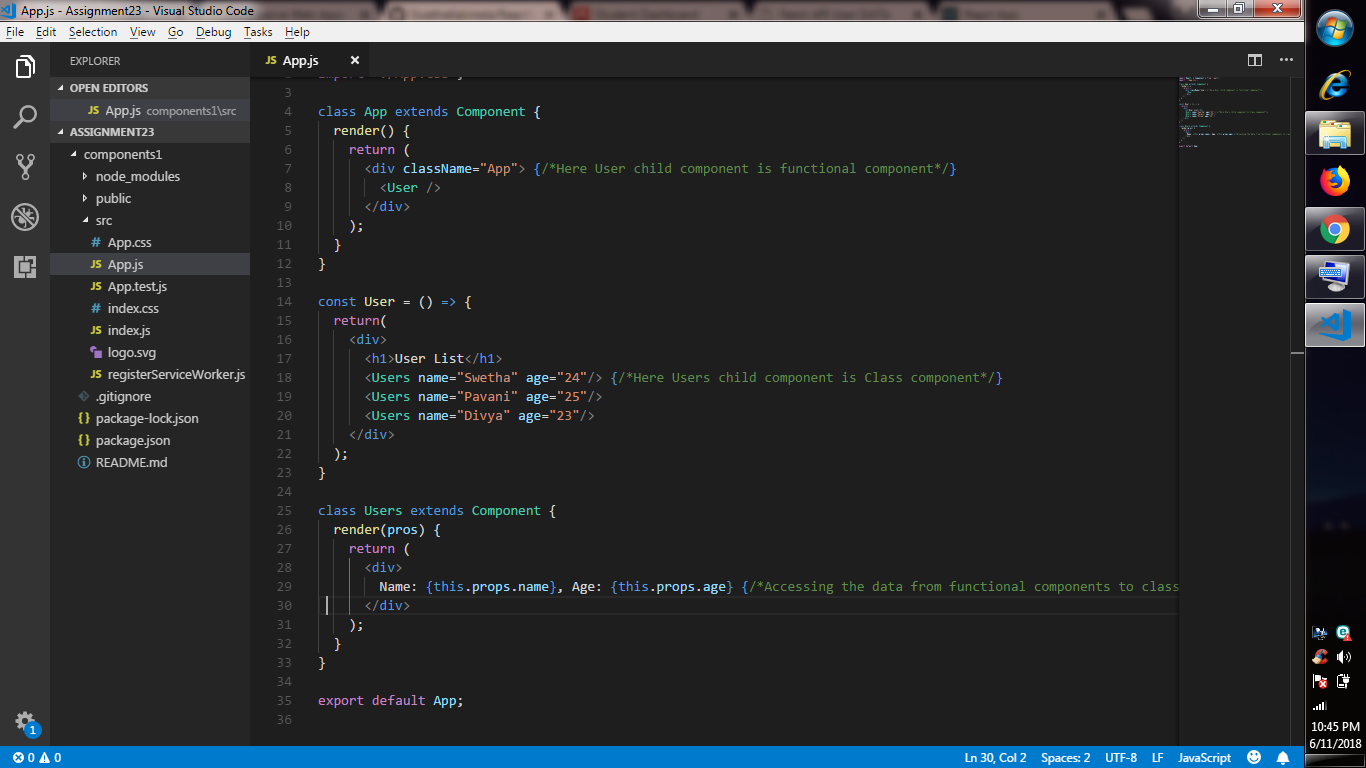 App.js - Assignment23 - Visual Studio Code
File Edit Selection View Go Debug Tasks Help
EXPLORER
OPEN EDITORS
JS App.js components1\src
ASSIGNMENT23
components1
node_modules
public
src
# App.css
JS App.js
JS App.test.js
# index.css
JS index.js
logo.svg
JS registerServiceWorker.js
.gitignore
{} package-lock.json
{} package.json
README.md
1
JS App.js
3
4 class App extends Component {
5 render() {
6 return (
7 <div className="App"> {/*Here User child component is functional component*/}
8 <User />
9 </div>
10 );
11 }
12 }
13
14 const User = () => {
15 return(
16 <div>
17 <h1>User List</h1>
18 <Users name="Swetha" age="24"/> {/*Here Users child component is Class component*/}
19 <Users name="Pavani" age="25"/>
20 <Users name="Divya" age="23"/>
21 </div>
22 );
23 }
24
25 class Users extends Component {
26 render(pros) {
27 return (
28 <div>
29 Name: {this.props.name}, Age: {this.props.age} {/*Accessing the data from functional components to class
30 </div>
31 );
32 }
33 }
34
35 export default App;
36
0 0
Ln 30, Col 2 Spaces: 2 UTF-8 LF JavaScript
10:45 PM
6/11/2018